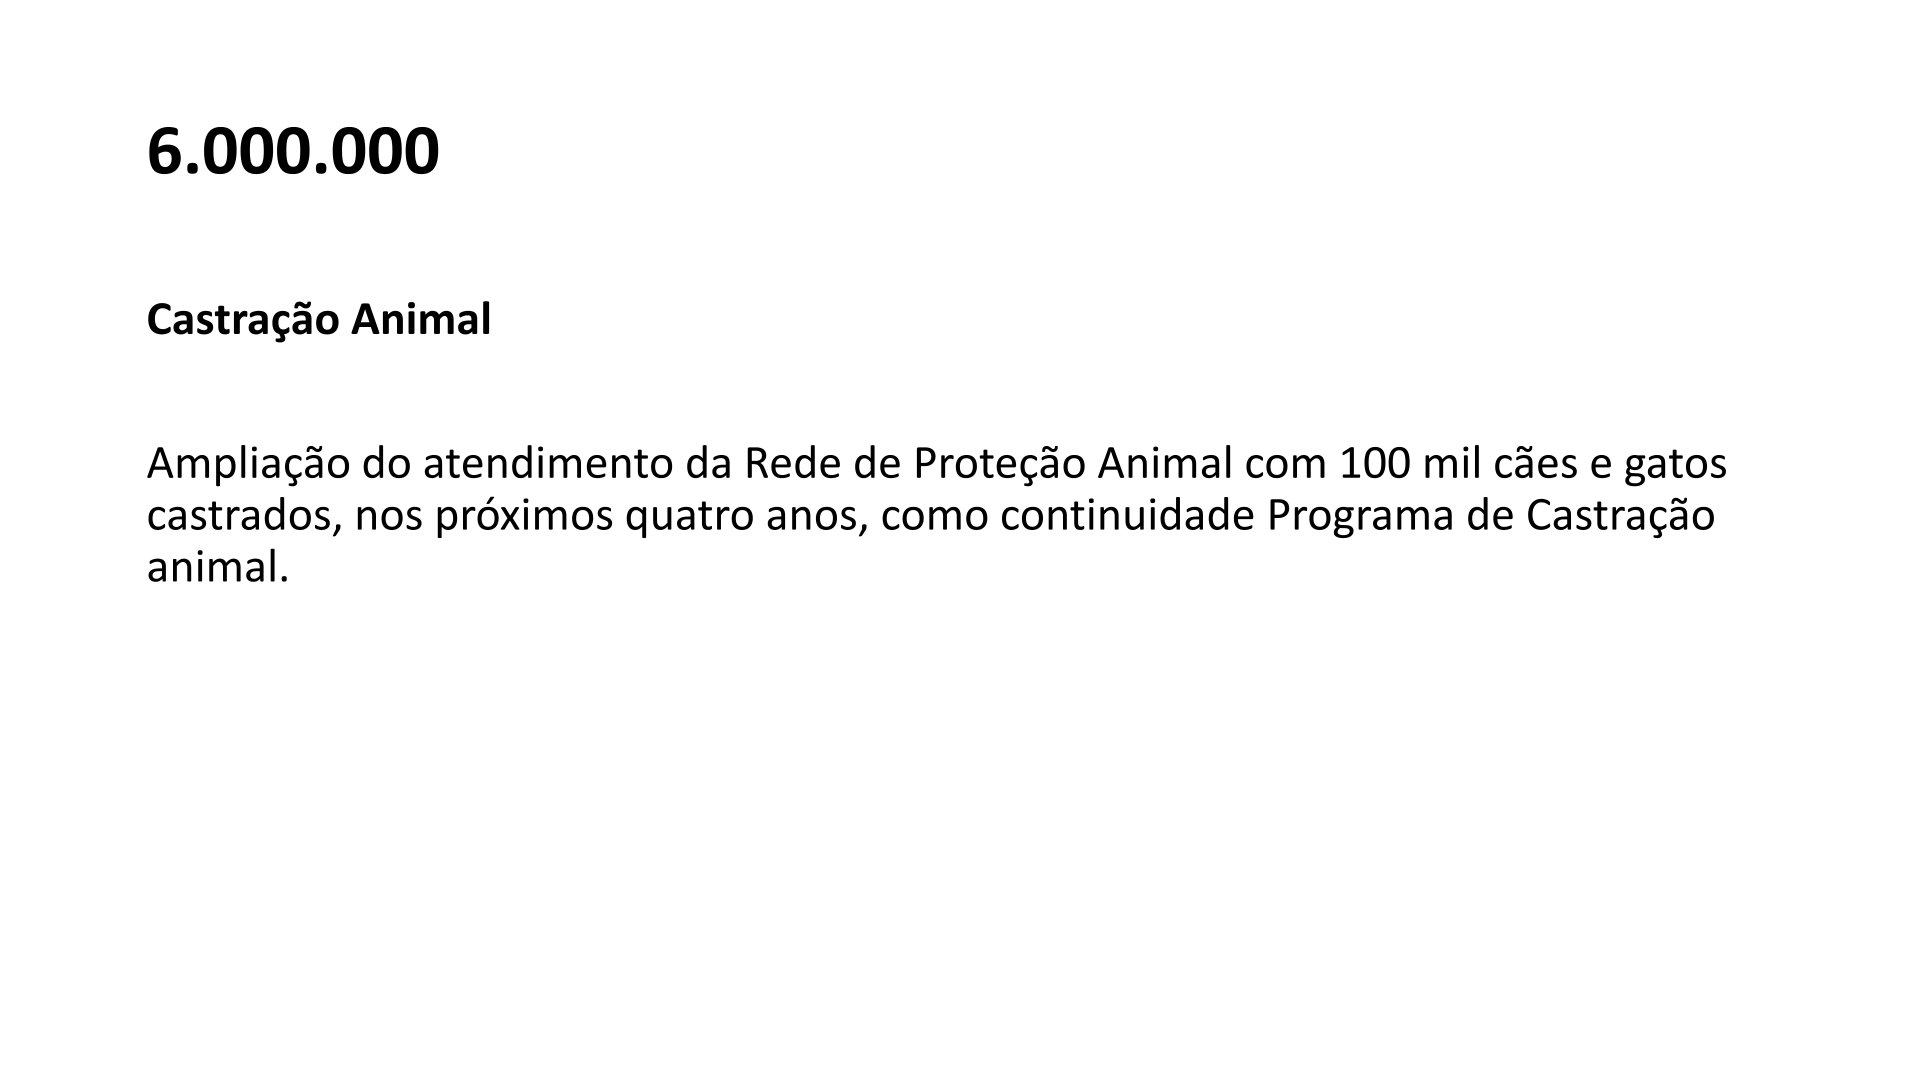 6.000.000
Castração Animal
Ampliação do atendimento da Rede de Proteção Animal com 100 mil cães e gatos
castrados, nos próximos quatro anos, como continuidade Programa de Castração
animal.